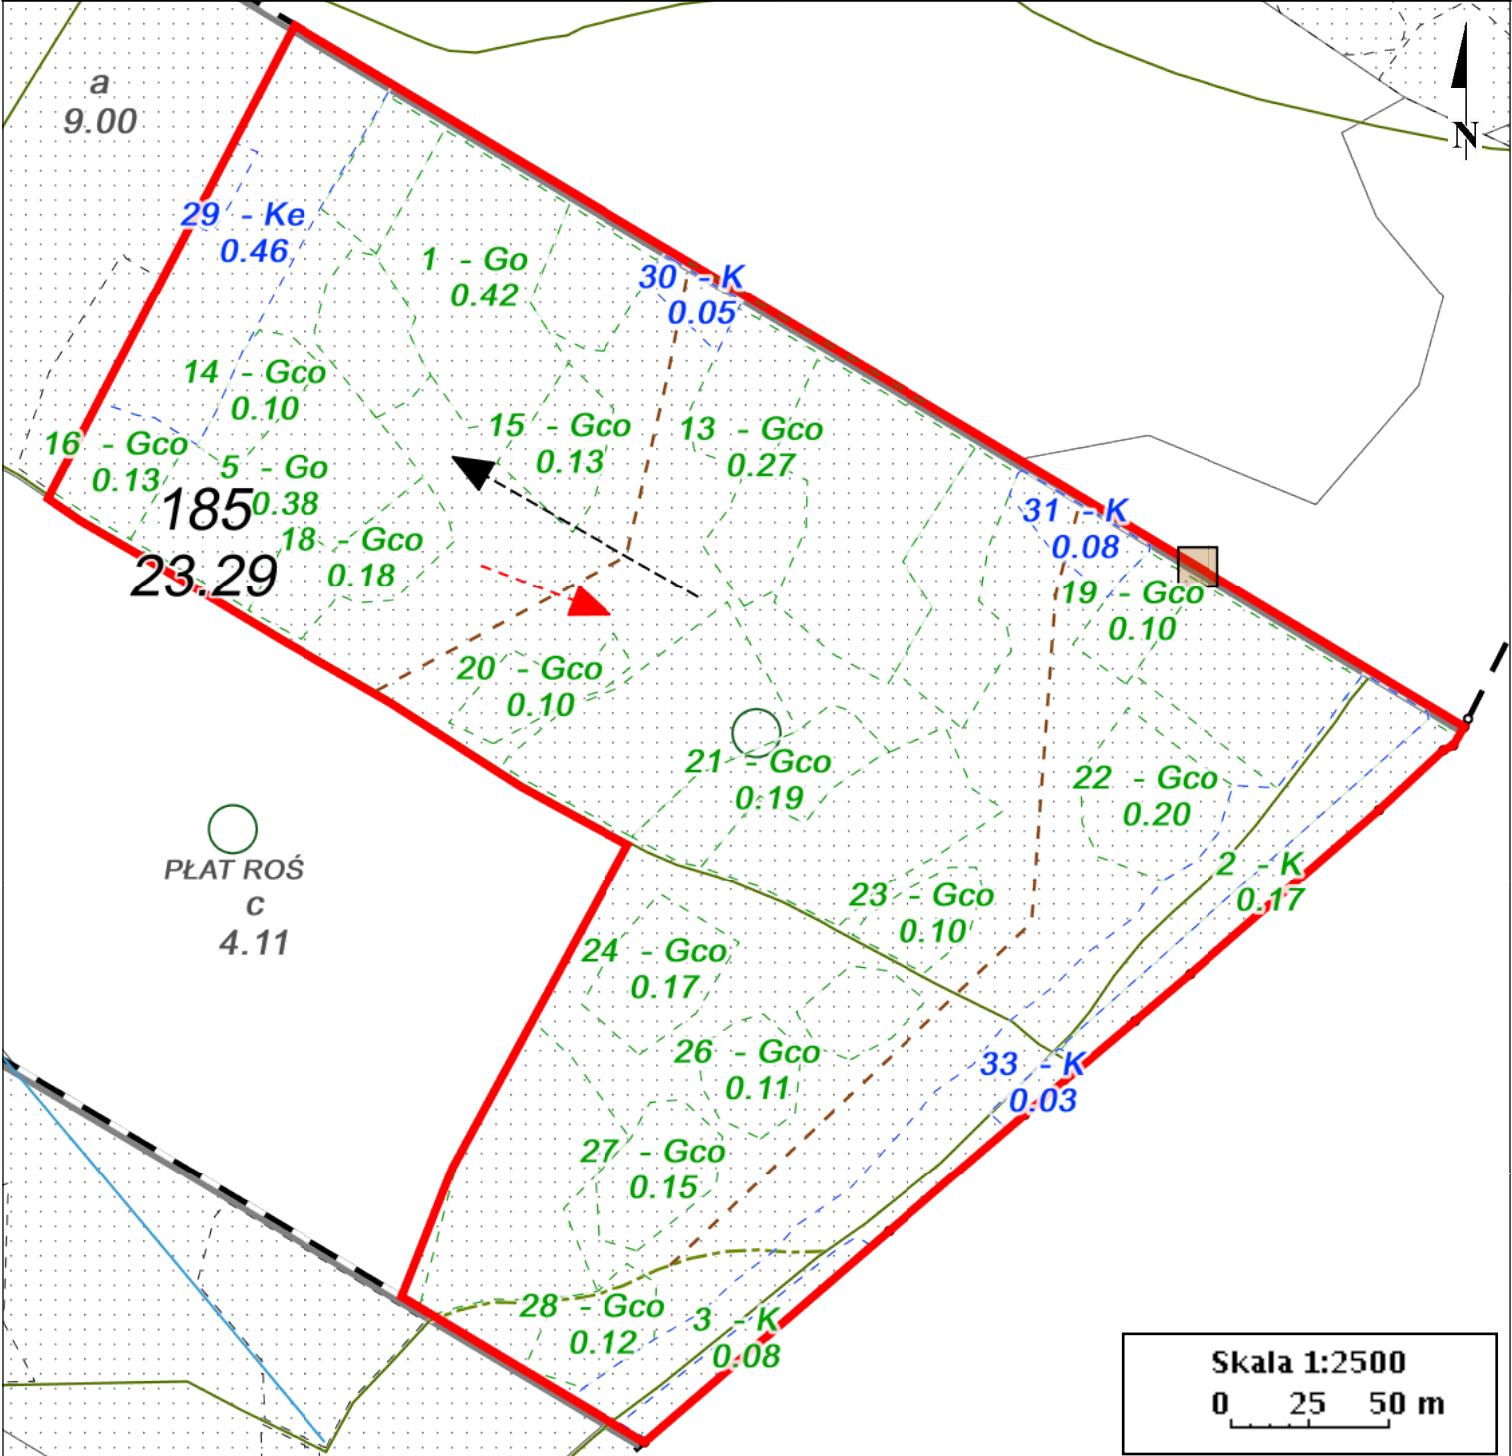 a
9.00
N
29 - Ke
0.46
1 - Go
0.42
30 - K
0.05
14 - Gco
0.10
15 - Gco
0.13
13 - Gco
0.27
16 - Gco
0.13
5 - Go
0.38
185
23.29
18 - Gco
0.18
31 - K
0.08
19 - Gco
0.10
20 - Gco
0.10
21 - Gco
0.19
22 - Gco
0.20
2 - K
0.17
PŁAT ROŚ
c
4.11
23 - Gco
0.10
24 - Gco
0.17
26 - Gco
0.11
33 - K
0.03
27 - Gco
0.15
28 - Gco
0.12
3 - K
0.08
Skala 1:2500
0 25 50 m